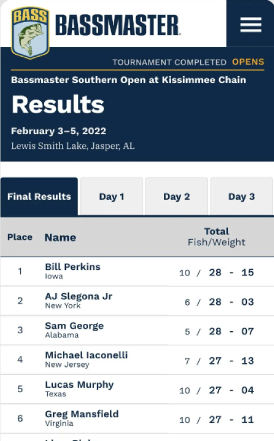 BASS
BASSMASTER
TOURNAMENT COMPLETED OPENS
Bassmaster Southern Open at Kissimmee Chain
Results
February 3–5, 2022
Lewis Smith Lake, Jasper, AL
Final Results Day 1 Day 2 Day 3
Place Name Total Fish/Weight
1 Bill Perkins 10 / 28 - 15
Iowa
2 AJ Slegona Jr 6 / 28 - 03
New York
3 Sam George 5 / 28 - 07
Alabama
4 Michael Iaconelli 7 / 27 - 13
New Jersey
5 Lucas Murphy 10 / 27 - 04
Texas
6 Greg Mansfield 10 / 27 - 11
Virginia